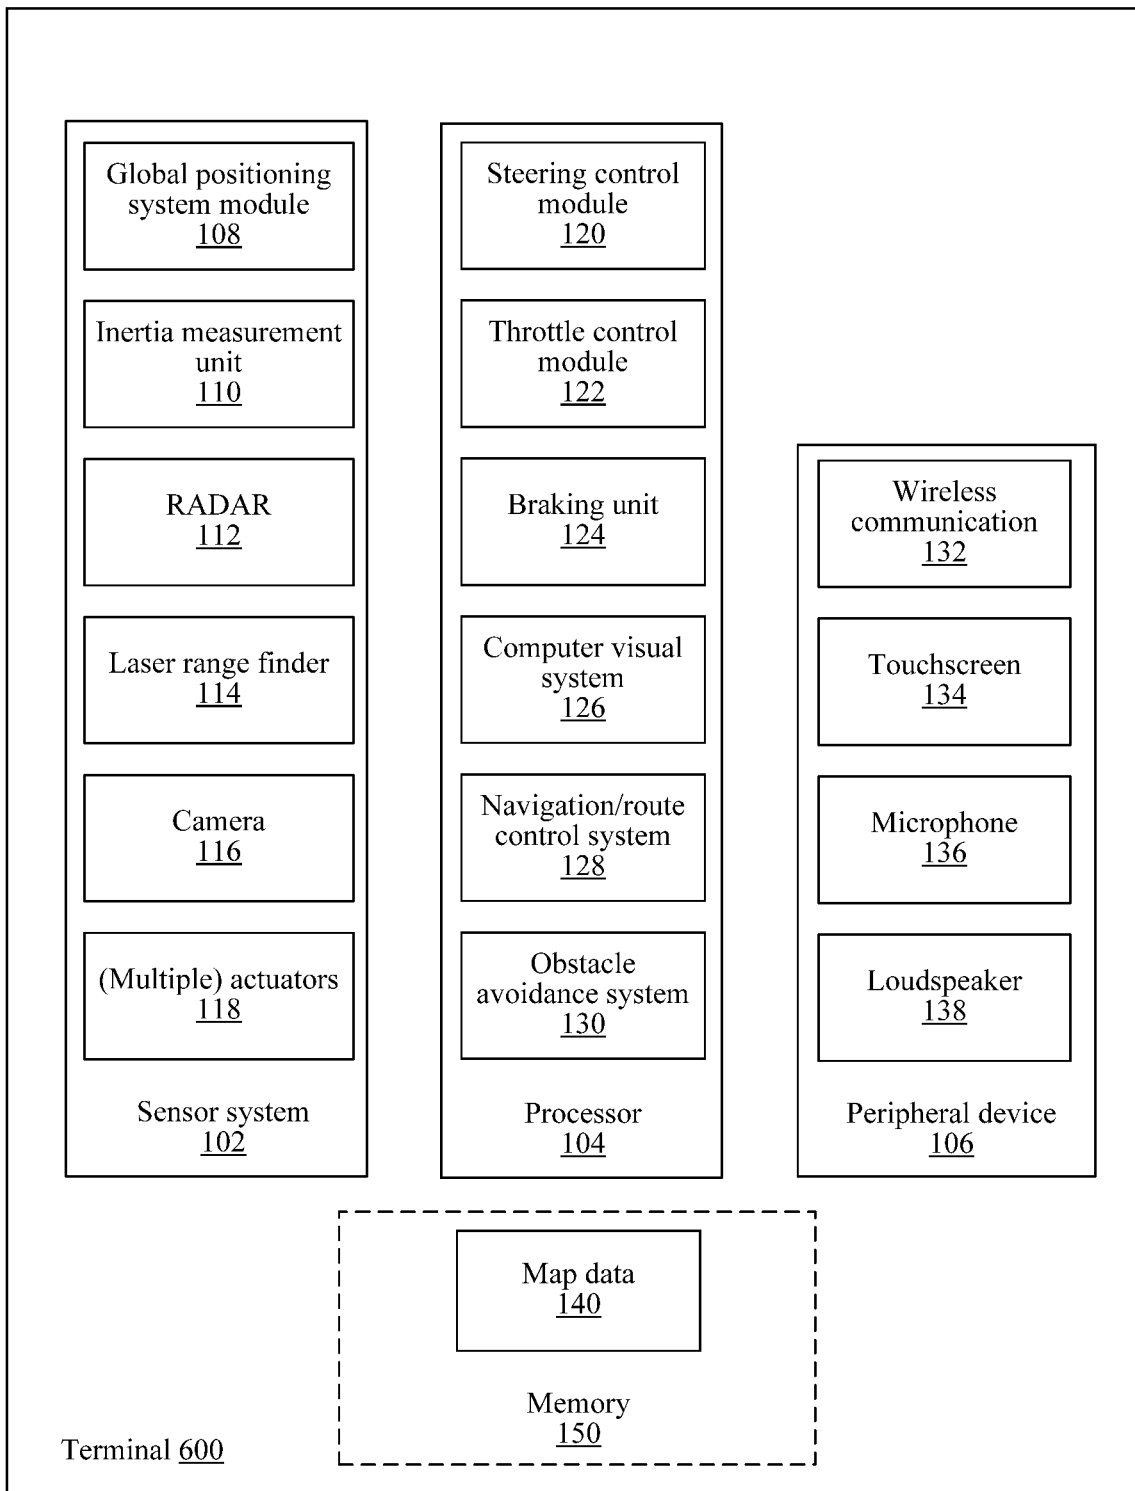 Global positioning
system module
108
Inertia measurement
unit
110
RADAR
112
Laser range finder
114
Camera
116
(Multiple) actuators
118
Sensor system
102
Steering control
module
120
Throttle control
module
122
Braking unit
124
Computer visual
system
126
Navigation/route
control system
128
Obstacle
avoidance system
130
Processor
104
Wireless
communication
132
Touchscreen
134
Microphone
136
Loudspeaker
138
Peripheral device
106
Map data
140
Memory
150
Terminal 600